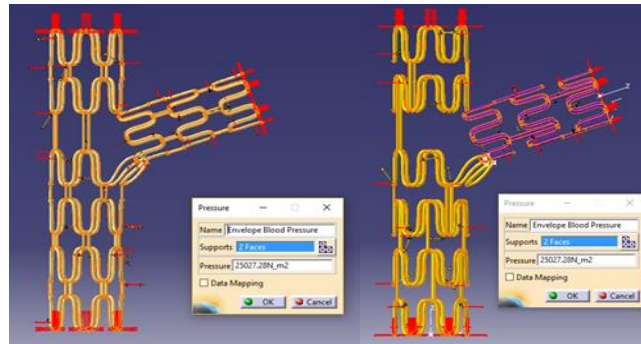 Pressure
Name Envelope Blood Pressure
Supports 2 Faces
Pressure 25027.28N_m2
Data Mapping
OK Cancel
Pressure
Name Envelope Blood Pressure
Supports 2 Faces
Pressure 25027.28N_m2
Data Mapping
OK Cancel
Z